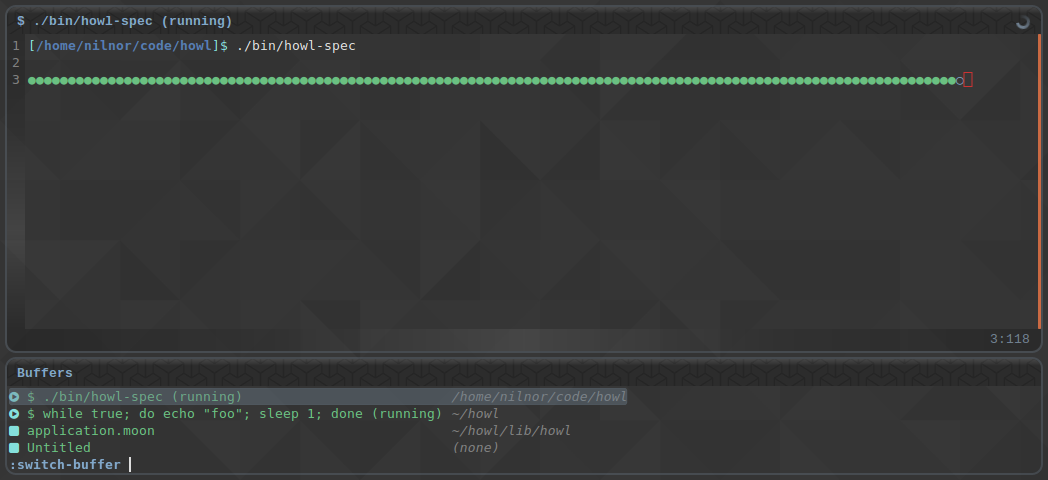 $ ./bin/howl-spec (running)
1 [/home/nilnor/code/howl]$ ./bin/howl-spec
2
3
3:118
Buffers
$ ./bin/howl-spec (running) /home/nilnor/code/howl
$ while true; do echo "foo"; sleep 1; done (running) ~/howl
application.moon ~/howl/lib/howl
Untitled (none)
:switch-buffer